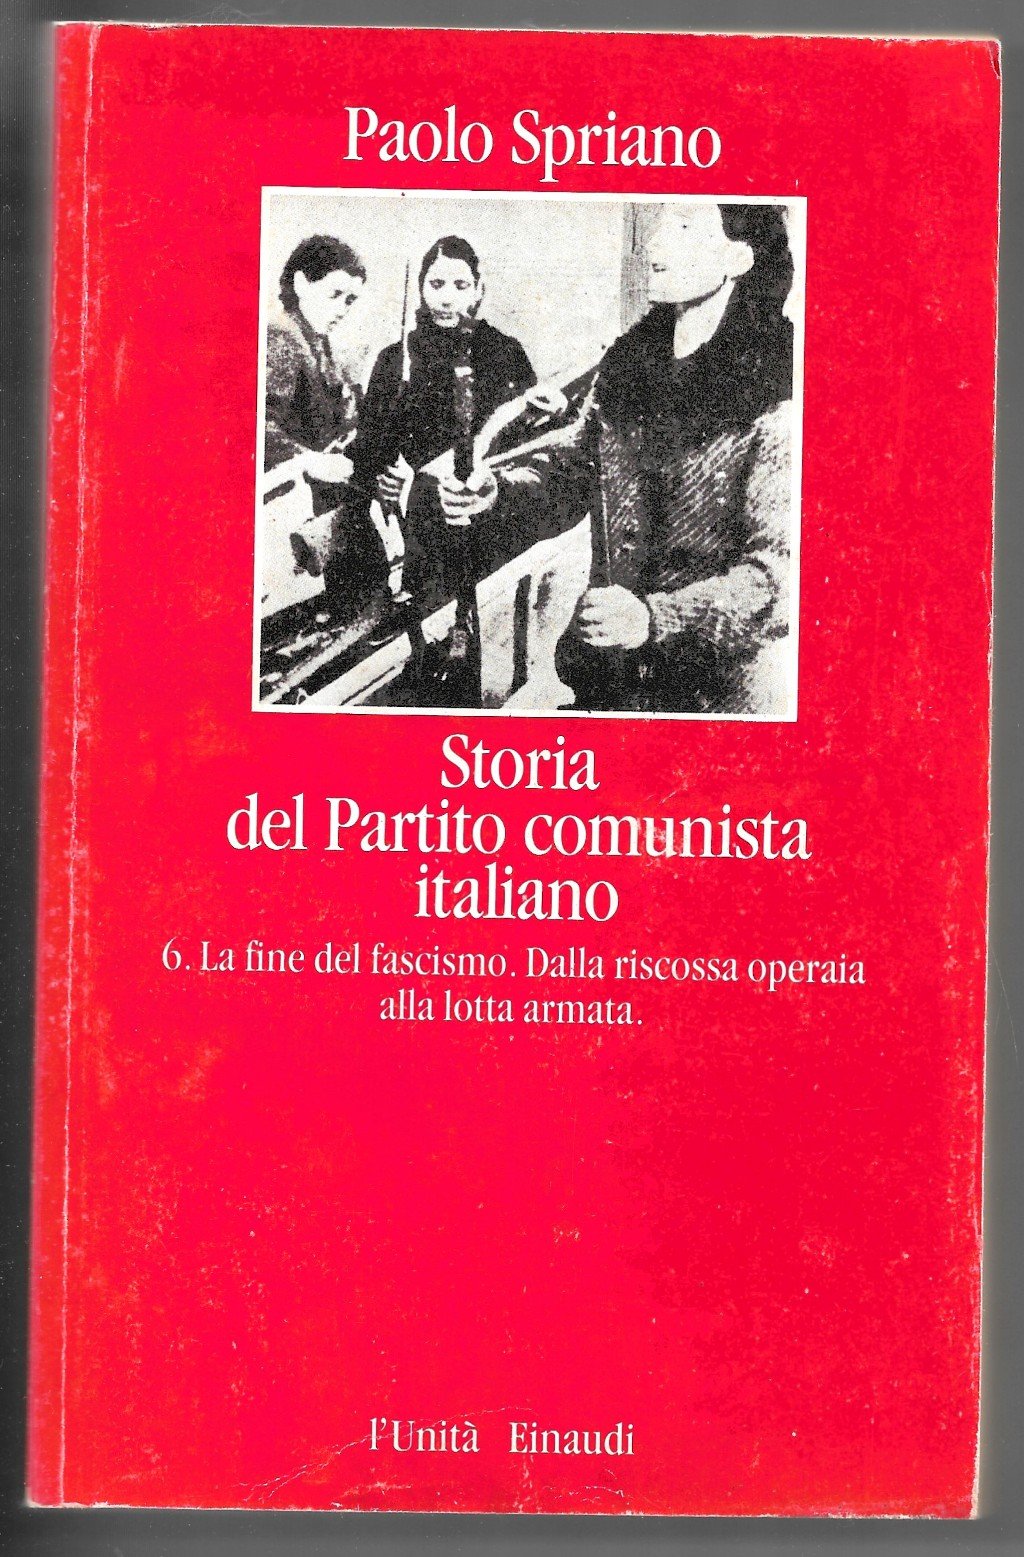 Paolo Spriano
Storia
del Partito comunista
italiano
6. La fine del fascismo. Dalla riscossa operaia
alla lotta armata.
l'Unità Einaudi